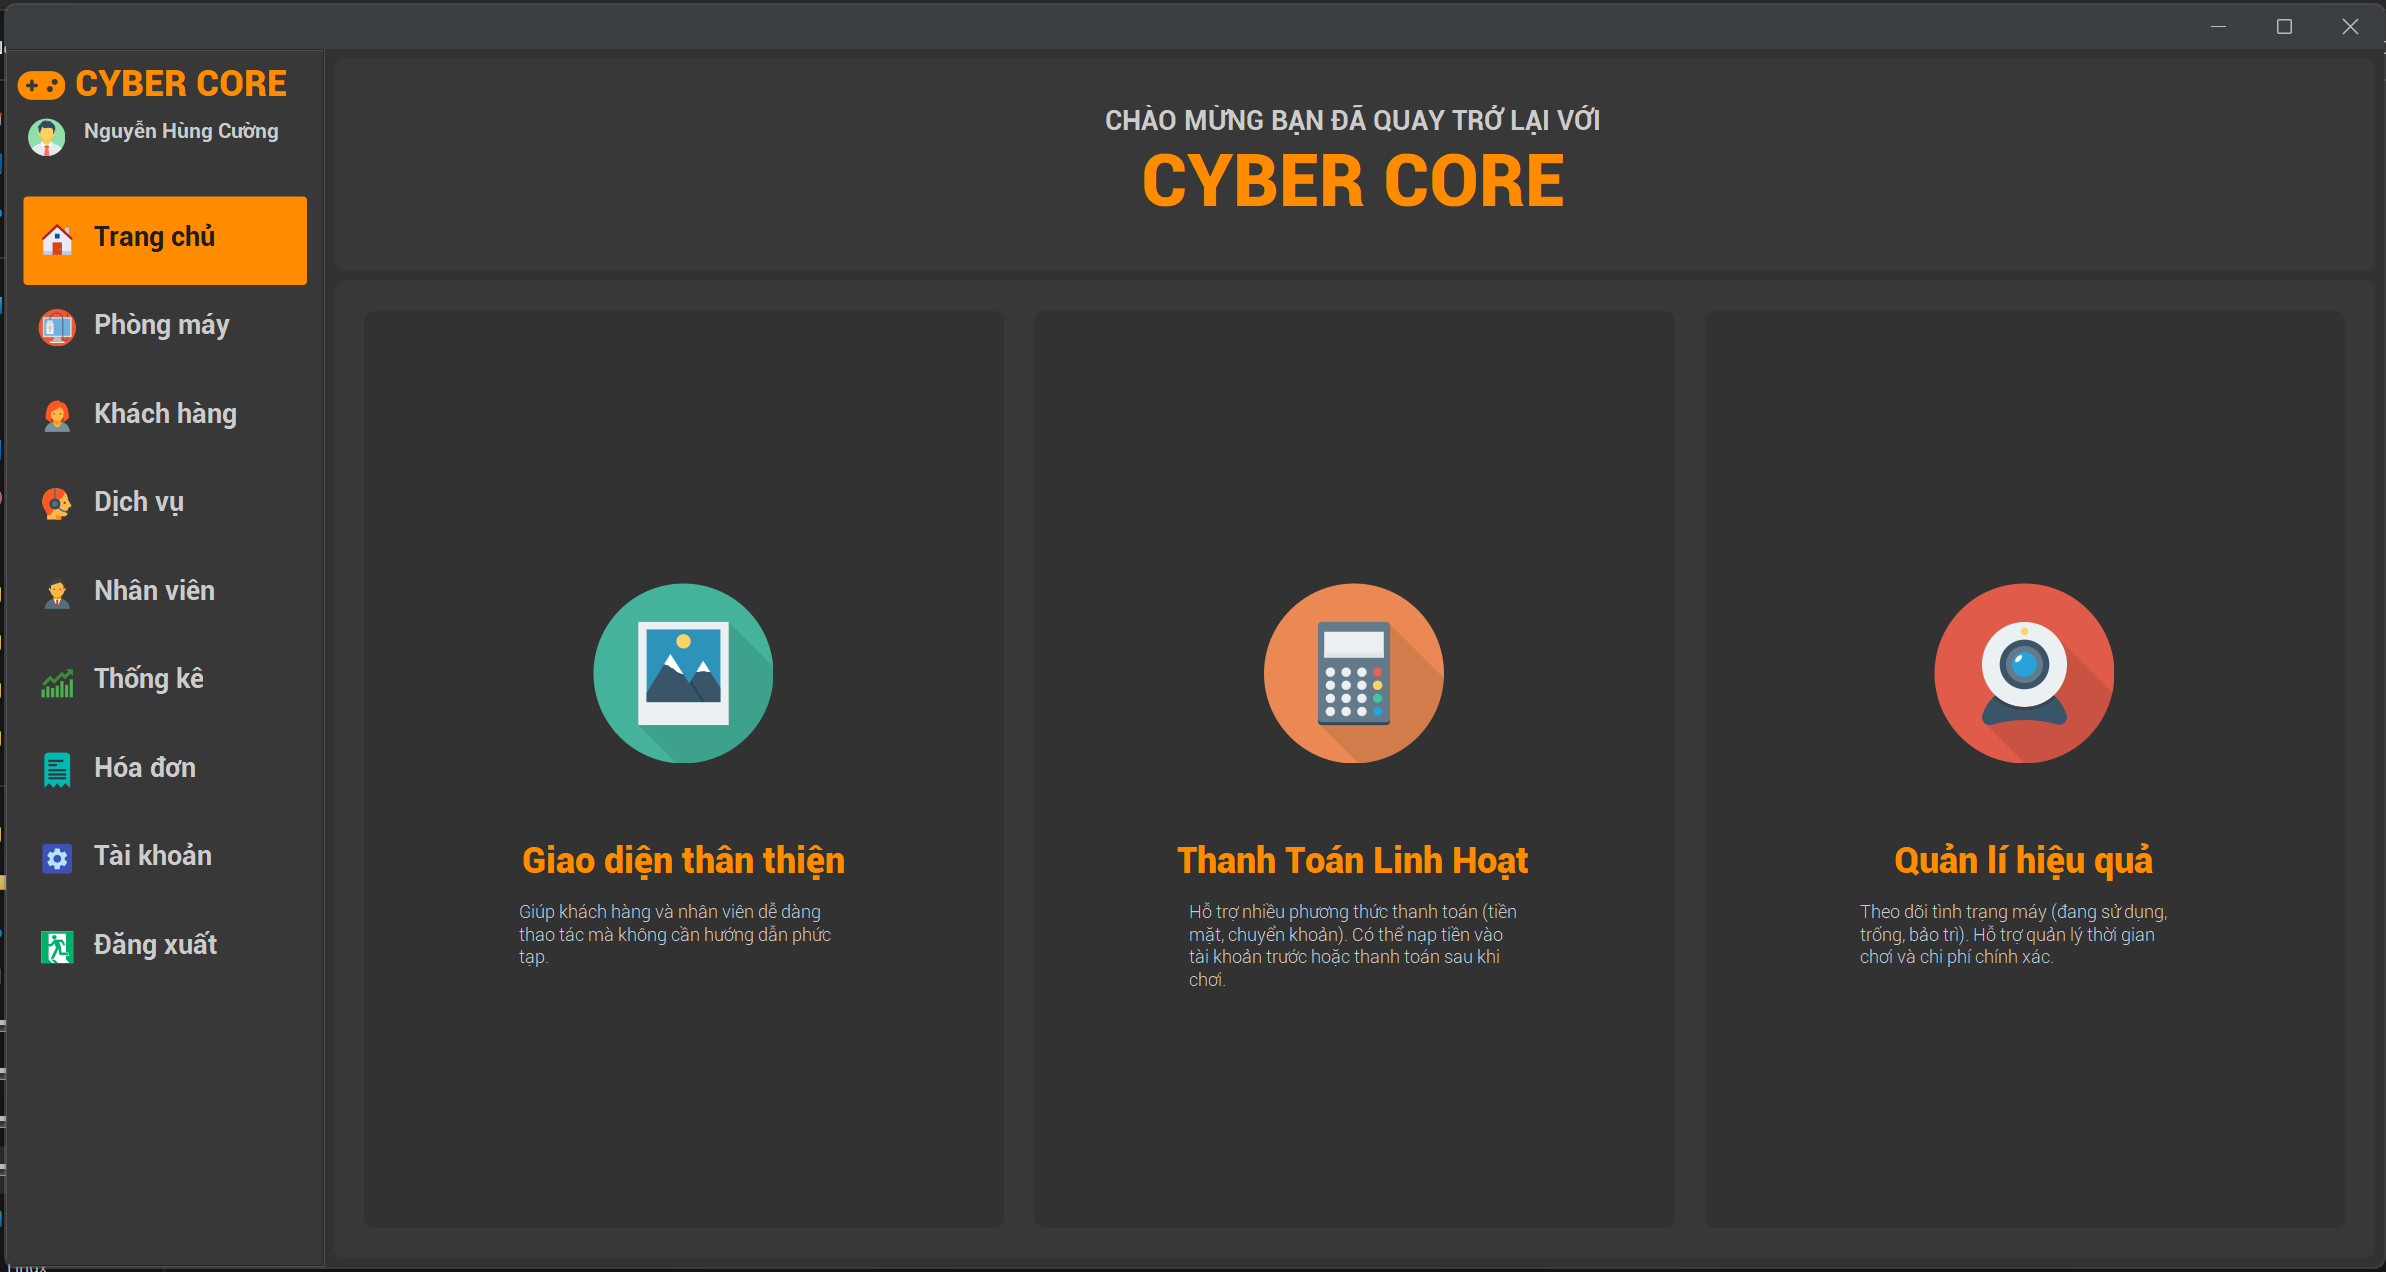 CYBER CORE
Nguyễn Hùng Cường
Trang chủ
Phòng máy
Khách hàng
Dịch vụ
Nhân viên
Thống kê
Hóa đơn
Tài khoản
Đăng xuất
CHÀO MỪNG BẠN ĐÃ QUAY TRỞ LẠI VỚI
CYBER CORE
Giao diện thân thiện
Giúp khách hàng và nhân viên dễ dàng
thao tác mà không cần hướng dẫn phức
tạp.
Thanh Toán Linh Hoạt
Hỗ trợ nhiều phương thức thanh toán (tiền
mặt, chuyển khoản). Có thể nạp tiền vào
tài khoản trước hoặc thanh toán sau khi
chơi.
Quản lí hiệu quả
Theo dõi tình trạng máy (đang sử dụng,
trống, bảo trì). Hỗ trợ quản lý thời gian
chơi và chi phí chính xác.